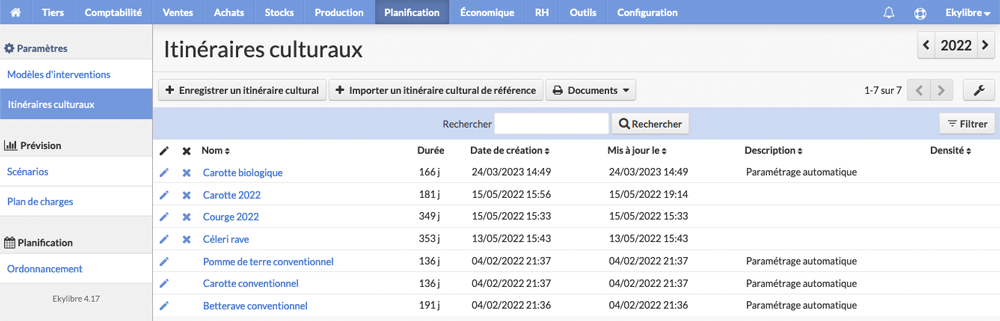 Tiers Comptabilité Ventes Achats Stocks Production Planification Économique RH Outils Configuration Ekylibre
Paramètres
Modèles d'interventions
Itinéraires culturaux
Prévision
Scénarios
Plan de charges
Planification
Ordonnancement
Ekylibre 4.17
Itinéraires culturaux
2022
Enregistrer un itinéraire cultural Importer un itinéraire cultural de référence Documents 1-7 sur 7
Rechercher Rechercher Filtrer
Nom Durée Date de création Mis à jour le Description Densité
Carotte biologique 166 j 24/03/2023 14:49 24/03/2023 14:49 Paramétrage automatique
Carotte 2022 181 j 15/05/2022 15:56 15/05/2022 19:14
Courge 2022 349 j 15/05/2022 15:33 15/05/2022 15:33
Céleri rave 353 j 13/05/2022 15:43 13/05/2022 15:43
Pomme de terre conventionnel 136 j 04/02/2022 21:37 04/02/2022 21:37 Paramétrage automatique
Carotte conventionnel 136 j 04/02/2022 21:37 04/02/2022 21:37 Paramétrage automatique
Betterave conventionnel 191 j 04/02/2022 21:36 04/02/2022 21:36 Paramétrage automatique